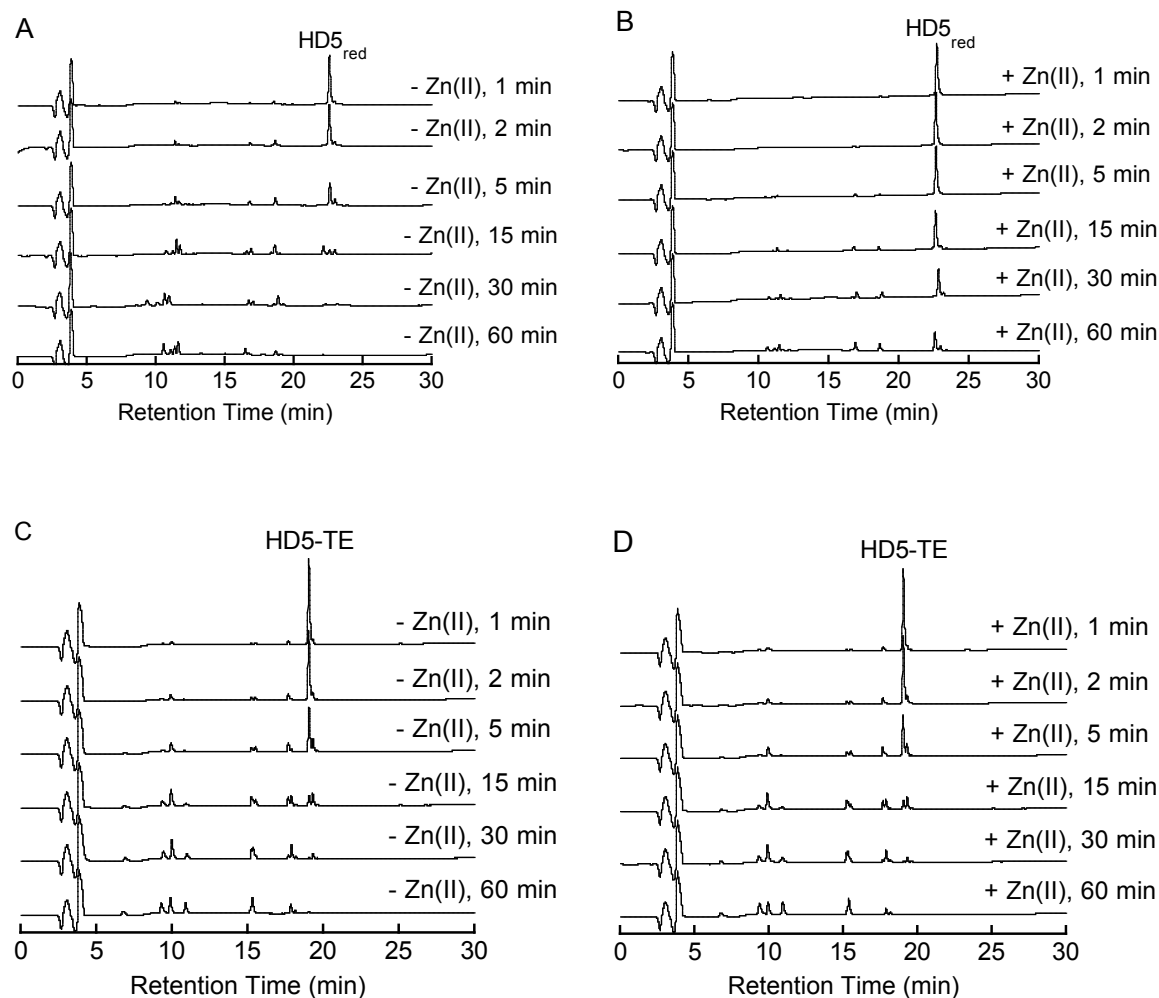 A
HD5red
- Zn(II), 1 min
- Zn(II), 2 min
- Zn(II), 5 min
- Zn(II), 15 min
- Zn(II), 30 min
- Zn(II), 60 min
0 5 10 15 20 25 30
Retention Time (min)
B
HD5red
+ Zn(II), 1 min
+ Zn(II), 2 min
+ Zn(II), 5 min
+ Zn(II), 15 min
+ Zn(II), 30 min
+ Zn(II), 60 min
0 5 10 15 20 25 30
Retention Time (min)
C
HD5-TE
- Zn(II), 1 min
- Zn(II), 2 min
- Zn(II), 5 min
- Zn(II), 15 min
- Zn(II), 30 min
- Zn(II), 60 min
0 5 10 15 20 25 30
Retention Time (min)
D
HD5-TE
+ Zn(II), 1 min
+ Zn(II), 2 min
+ Zn(II), 5 min
+ Zn(II), 15 min
+ Zn(II), 30 min
+ Zn(II), 60 min
0 5 10 15 20 25 30
Retention Time (min)